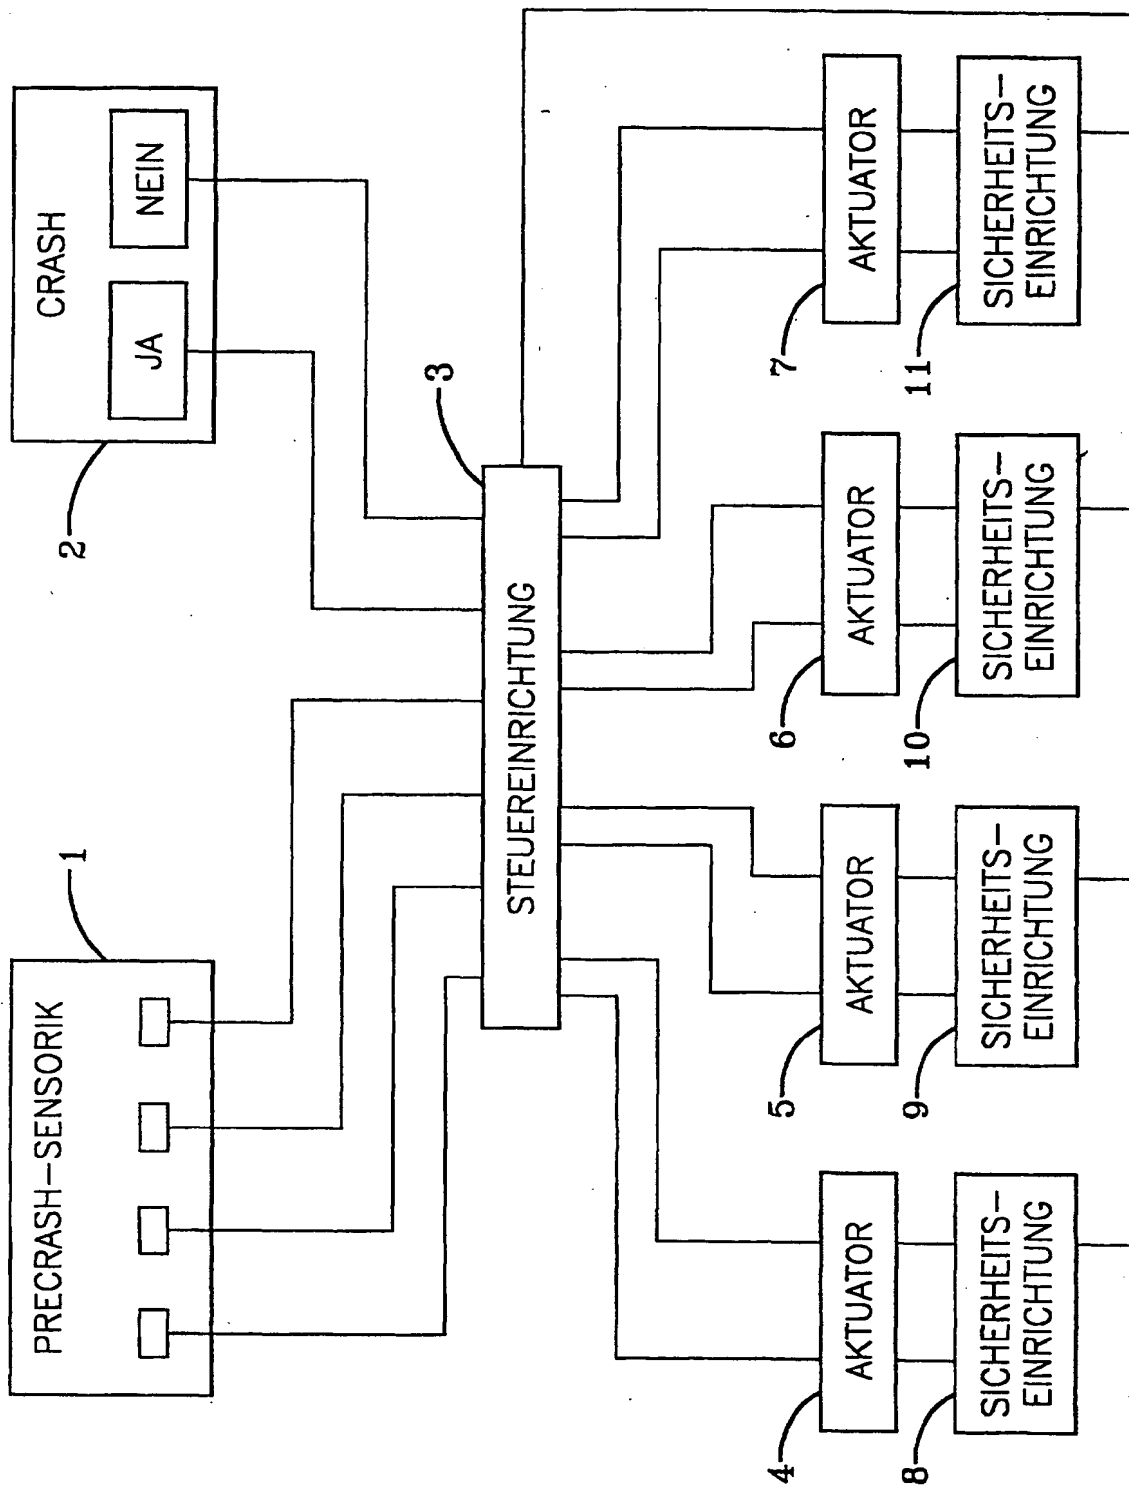 PRECRASH–SENSORIK
1
CRASH
JA
NEIN
2
STEUEREINRICHTUNG
3
4
AKTUATOR
5
AKTUATOR
6
AKTUATOR
7
AKTUATOR
8
SICHERHEITS–
EINRICHTUNG
9
SICHERHEITS–
EINRICHTUNG
10
SICHERHEITS–
EINRICHTUNG
11
SICHERHEITS–
EINRICHTUNG